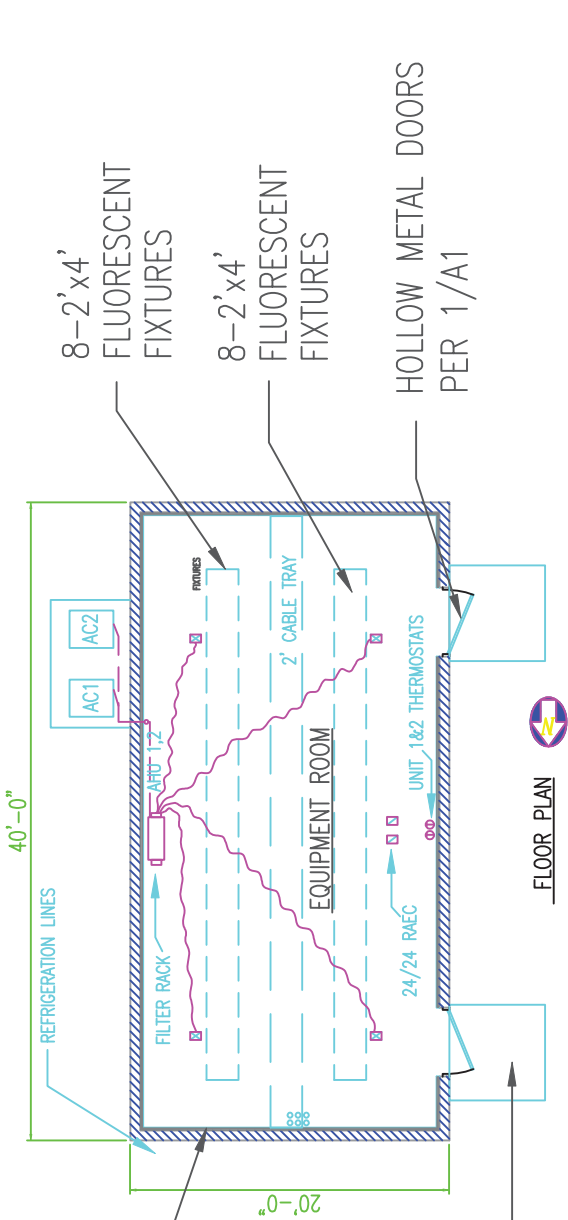 8-2'x4'
FLUORESCENT
FIXTURES
8-2'x4'
FLUORESCENT
FIXTURES
HOLLOW METAL DOORS
PER 1/A1
40'-0"
20'-0"
REFRIGERATION LINES
AC1
AC2
AHU 1,2
FILTER RACK
FIXTURES
2' CABLE TRAY
EQUIPMENT ROOM
24/24 RAEC
UNIT 1&2 THERMOSTATS
FLOOR PLAN
N